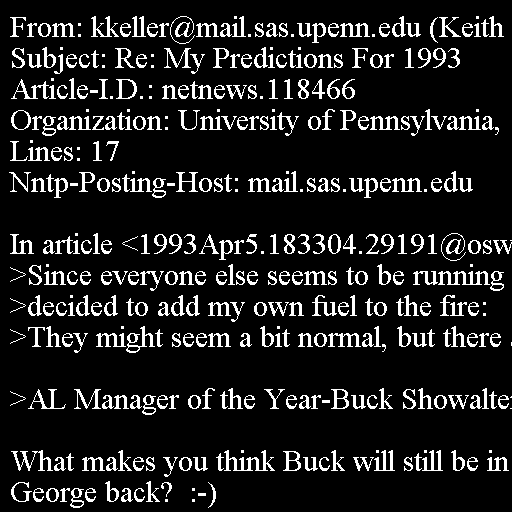 From: kkeller@mail.sas.upenn.edu (Keith
Subject: Re: My Predictions For 1993
Article-I.D.: netnews.118466
Organization: University of Pennsylvania,
Lines: 17
Nntp-Posting-Host: mail.sas.upenn.edu
In article <1993Apr5.183304.29191@osw
>Since everyone else seems to be running
>decided to add my own fuel to the fire:
>They might seem a bit normal, but there
>AL Manager of the Year-Buck Showalter
What makes you think Buck will still be in
George back?  :-)